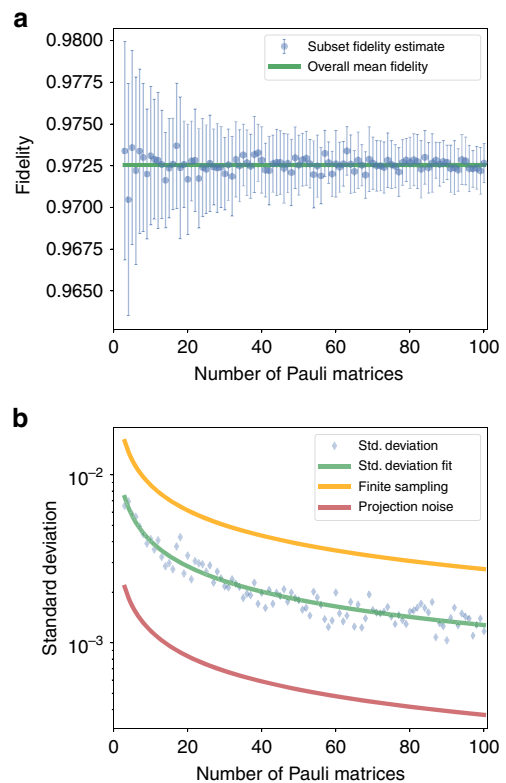 a
0.9800
0.9775
0.9750
0.9725
0.9700
0.9675
0.9650
Fidelity
Subset fidelity estimate
Overall mean fidelity
0 20 40 60 80 100
Number of Pauli matrices
b
10⁻²
10⁻³
Standard deviation
Std. deviation
Std. deviation fit
Finite sampling
Projection noise
0 20 40 60 80 100
Number of Pauli matrices